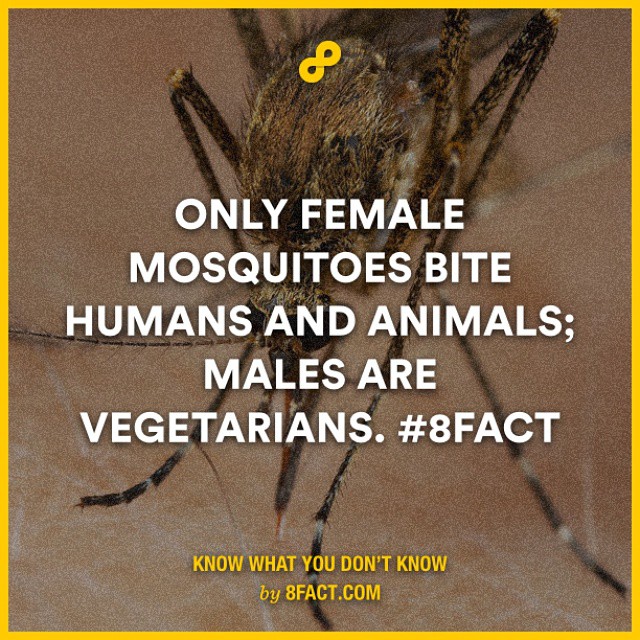 ONLY FEMALE
MOSQUITOES BITE
HUMANS AND ANIMALS;
MALES ARE
VEGETARIANS. #8FACT
KNOW WHAT YOU DON'T KNOW
by 8FACT.COM